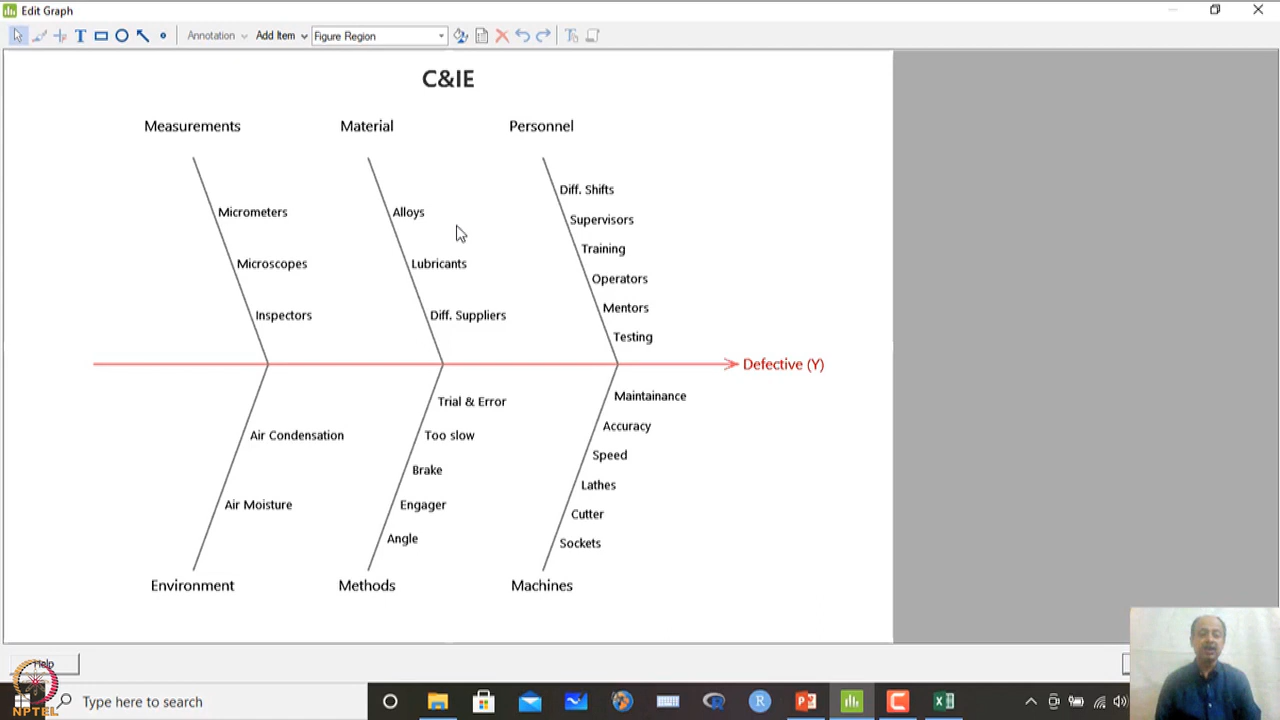 Edit Graph
Annotation Add Item Figure Region
C&IE
Measurements Material Personnel
Diff. Shifts
Micrometers Alloys Supervisors
Training
Microscopes Lubricants Operators
Mentors
Inspectors Diff. Suppliers
Testing
Defective (Y)
Maintainance
Trial & Error
Accuracy
Air Condensation Too slow
Speed
Brake
Lathes
Air Moisture Engager
Cutter
Angle Sockets
Environment Methods Machines
Help
Type here to search
NPTEL